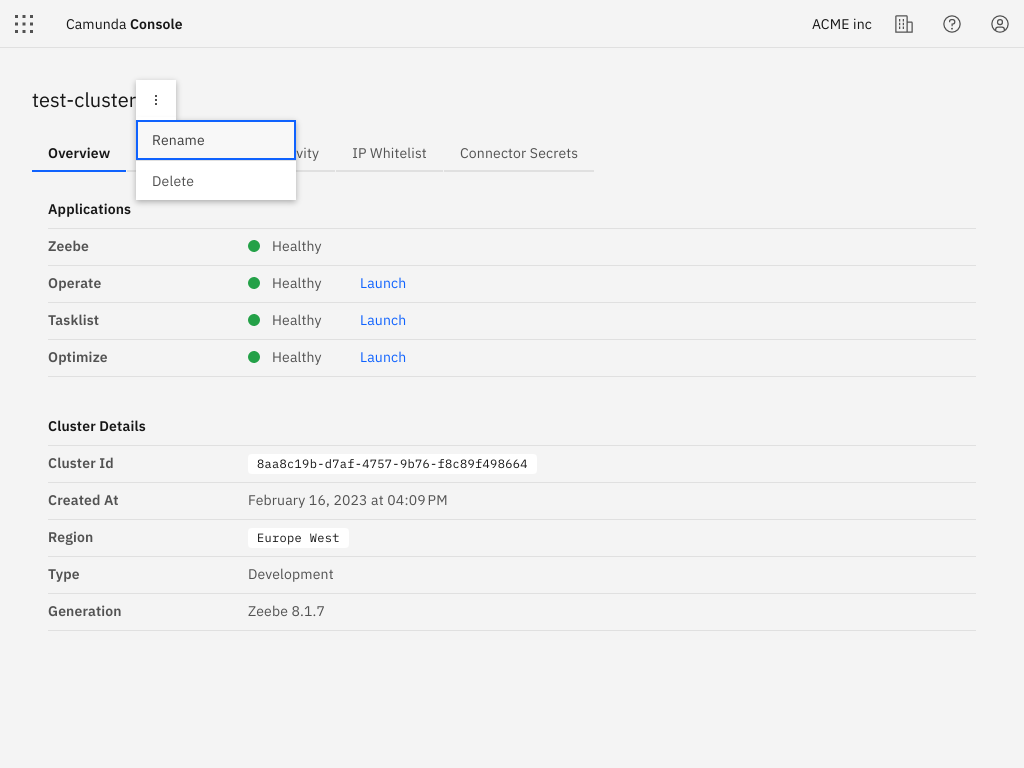 Camunda Console
ACME inc
test-cluster
Rename
Delete
Overview
IP Whitelist
Connector Secrets
Applications
Zeebe Healthy
Operate Healthy Launch
Tasklist Healthy Launch
Optimize Healthy Launch
Cluster Details
Cluster Id 8aa8c19b-d7af-4757-9b76-f8c89f498664
Created At February 16, 2023 at 04:09 PM
Region Europe West
Type Development
Generation Zeebe 8.1.7